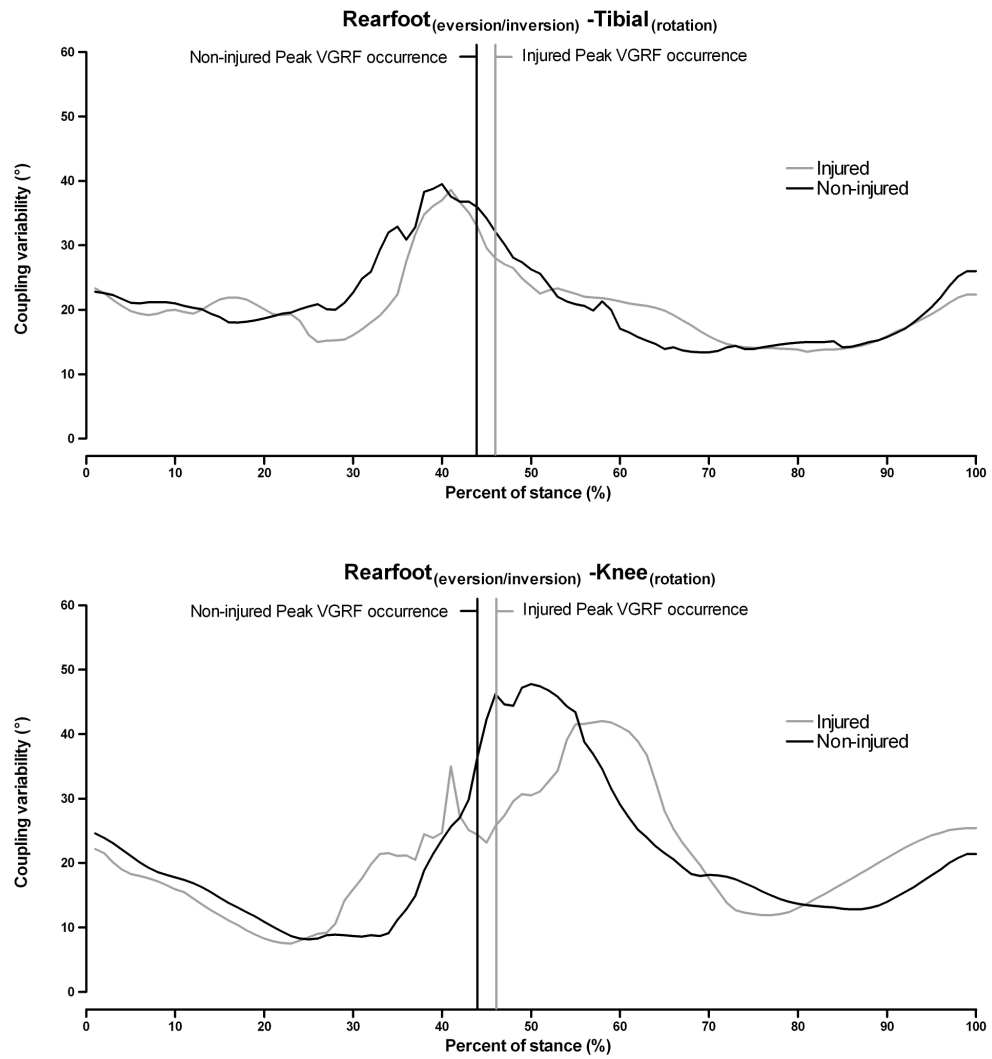 Rearfoot(eversion/inversion) -Tibial(rotation)
Non-injured Peak VGRF occurrence
Injured Peak VGRF occurrence
Coupling variability (°)
60
50
40
30
20
10
0
Injured
Non-injured
0 10 20 30 40 50 60 70 80 90 100
Percent of stance (%)
Rearfoot(eversion/inversion) -Knee(rotation)
Non-injured Peak VGRF occurrence
Injured Peak VGRF occurrence
Coupling variability (°)
60
50
40
30
20
10
0
Injured
Non-injured
0 10 20 30 40 50 60 70 80 90 100
Percent of stance (%)